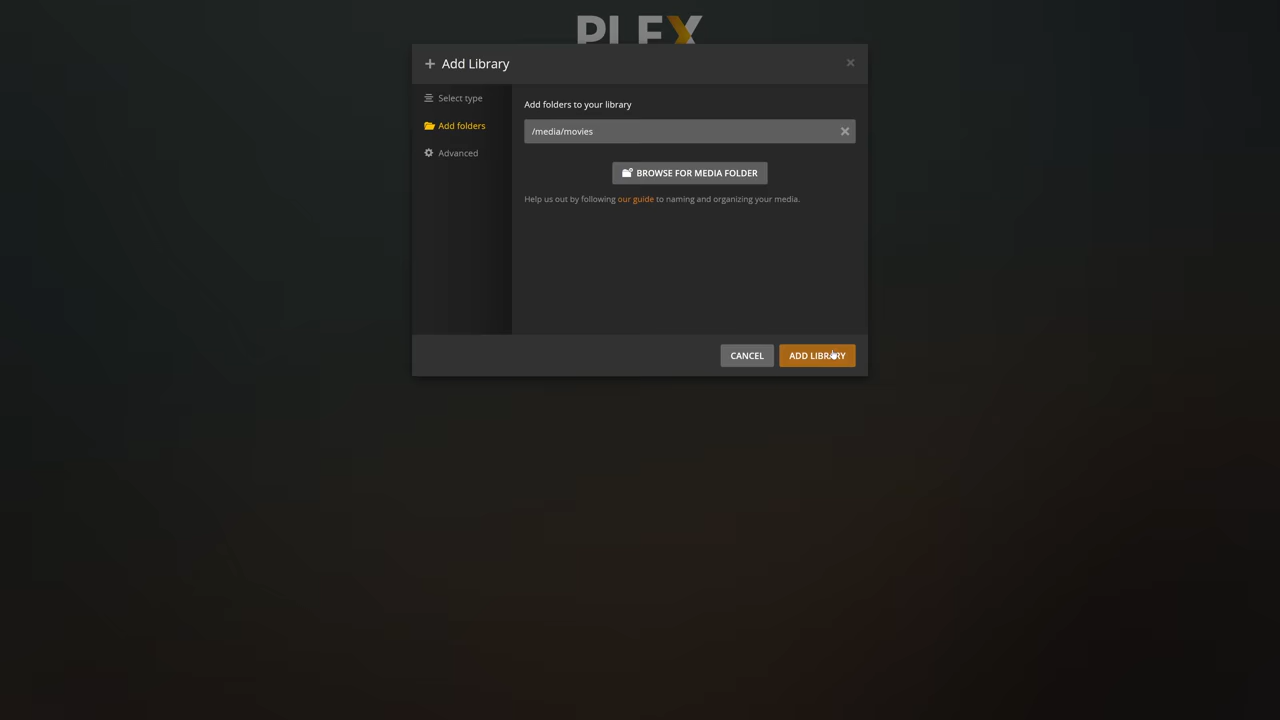 PLEX
Add Library
Select type
Add folders
Advanced
Add folders to your library
/media/movies
BROWSE FOR MEDIA FOLDER
Help us out by following our guide to naming and organizing your media.
CANCEL
ADD LIBRARY